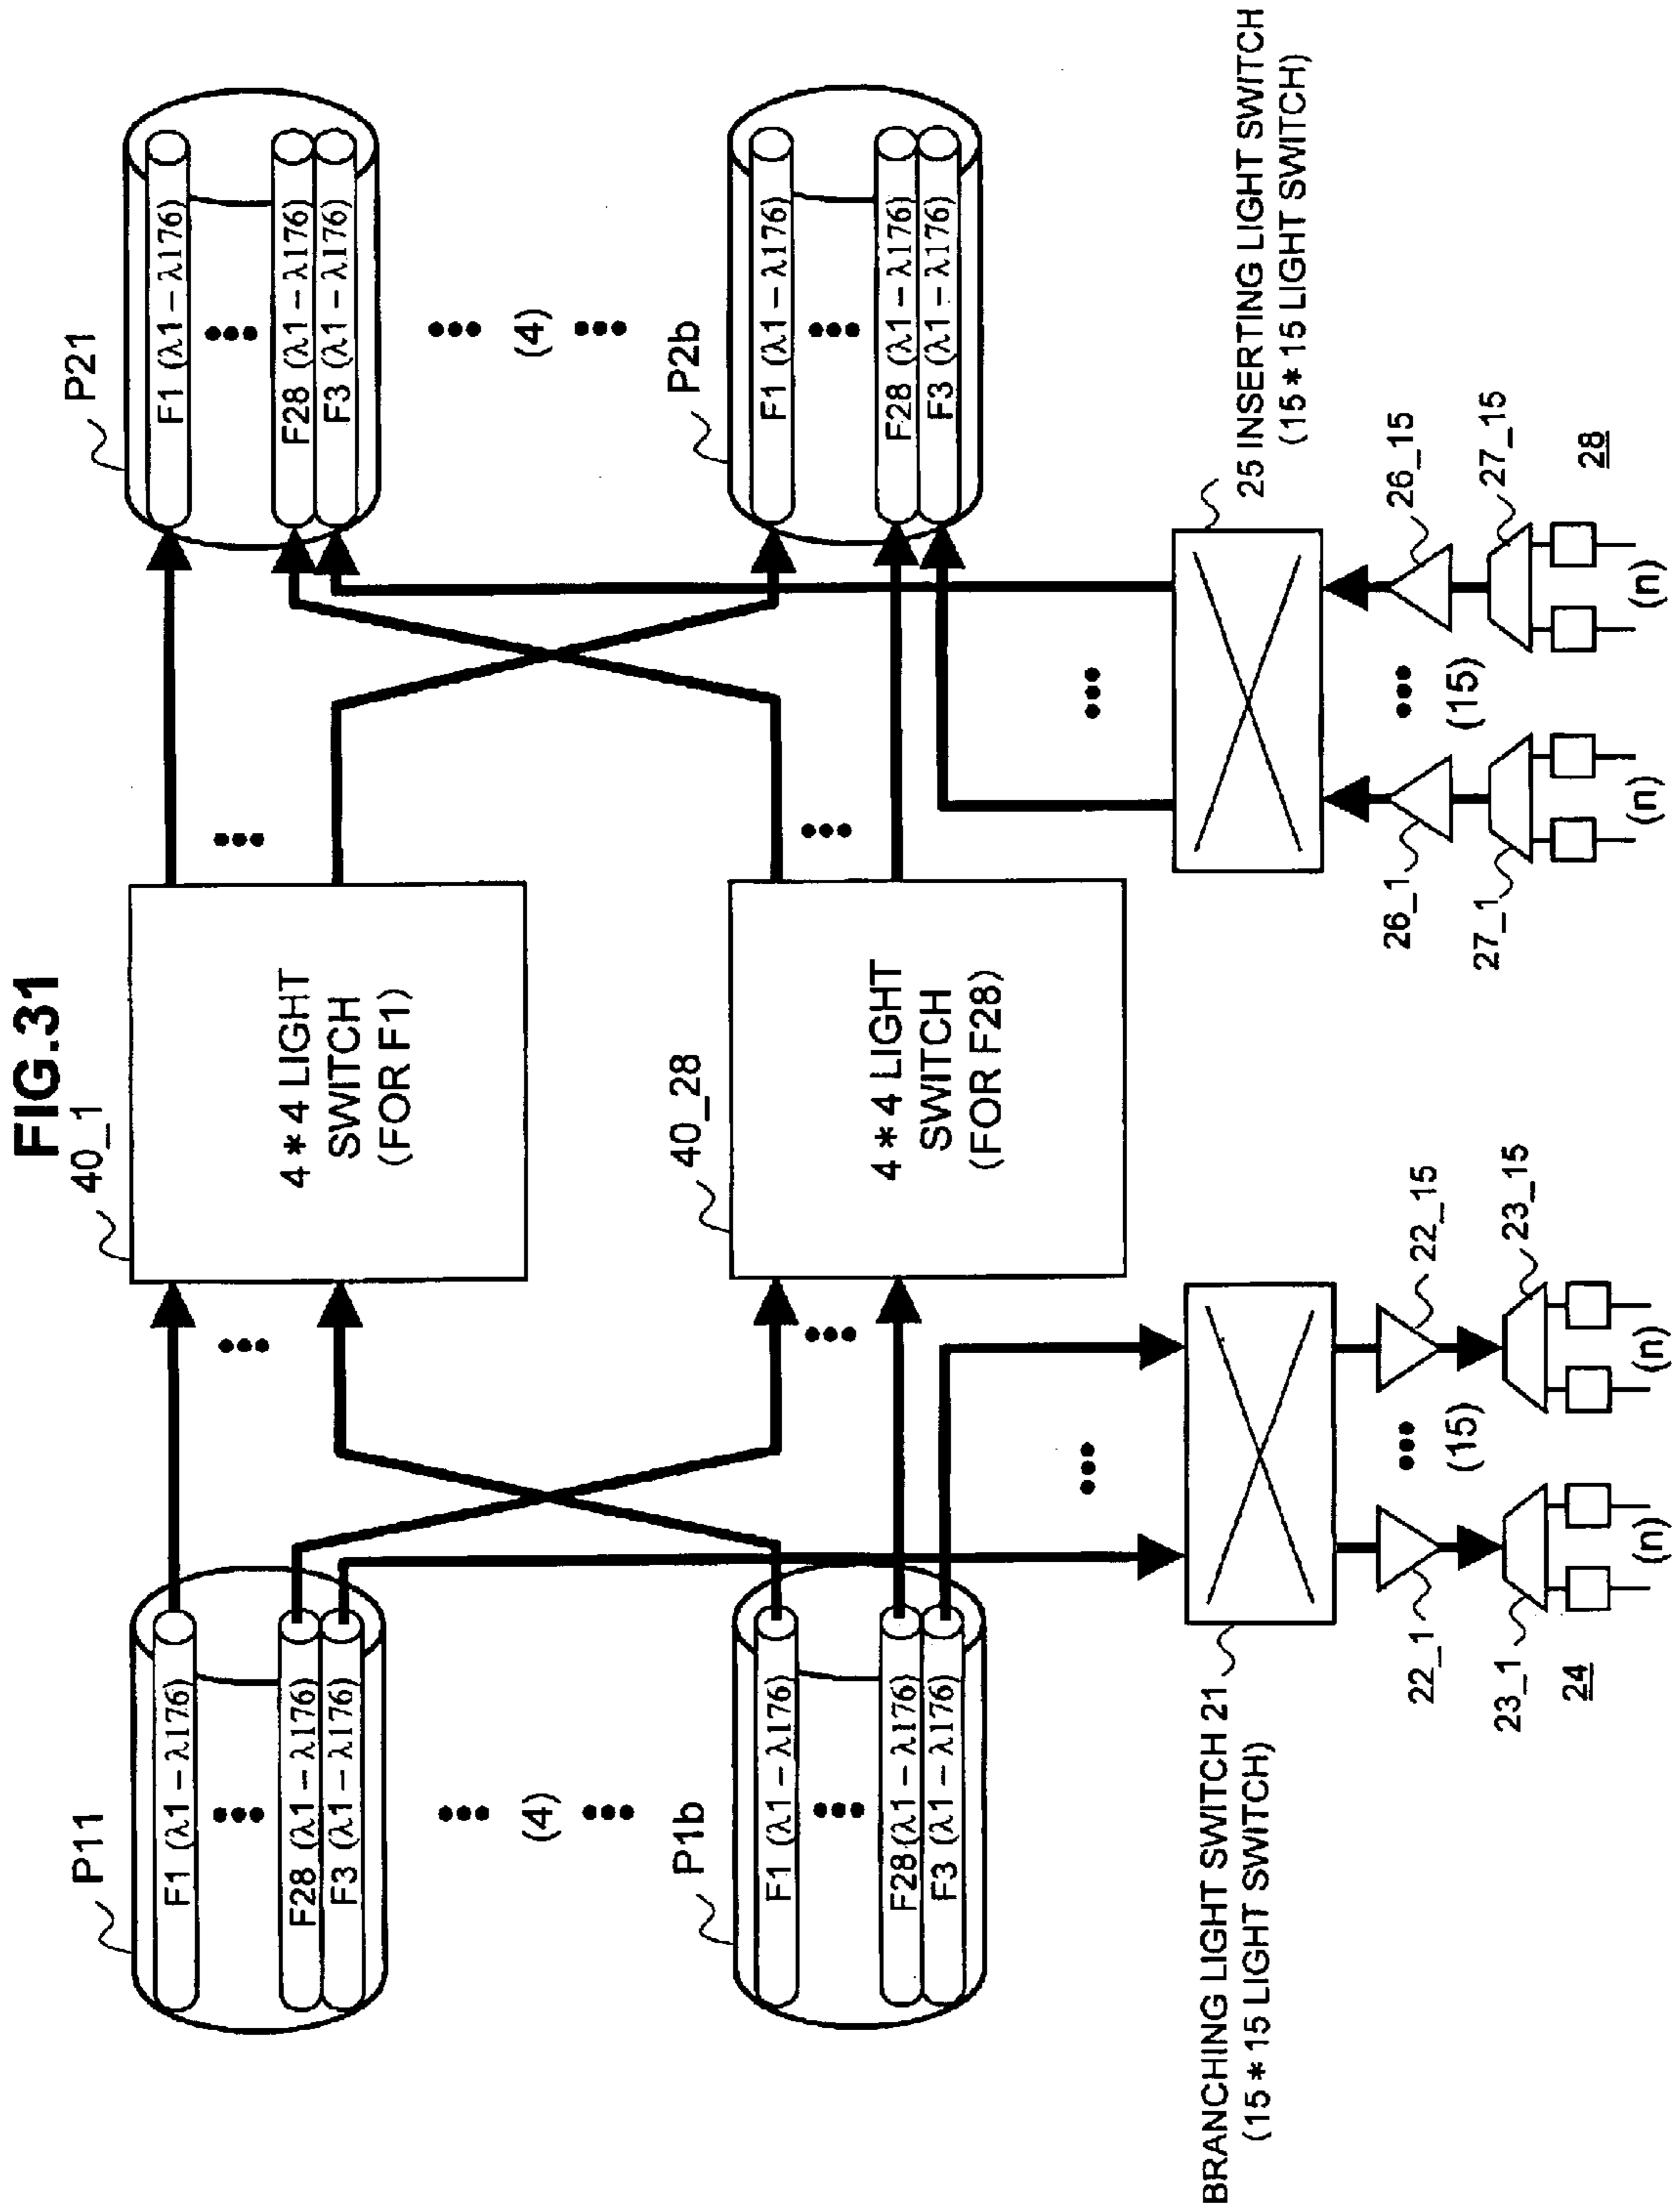 FIG.31
P11
F1 (λ1 – λ176)
F28 (λ1 – λ176)
F3 (λ1 – λ176)
(4)
P1b
F1 (λ1 – λ176)
F28 (λ1 – λ176)
F3 (λ1 – λ176)
40_1
4 * 4 LIGHT
SWITCH
(FOR F1)
40_28
4 * 4 LIGHT
SWITCH
(FOR F28)
P21
F1 (λ1 – λ176)
F28 (λ1 – λ176)
F3 (λ1 – λ176)
(4)
P2b
F1 (λ1 – λ176)
F28 (λ1 – λ176)
F3 (λ1 – λ176)
BRANCHING LIGHT SWITCH 21
(15 * 15 LIGHT SWITCH)
22_1
22_15
(15)
23_1
23_15
24
(n)
(n)
25 INSERTING LIGHT SWITCH
(15 * 15 LIGHT SWITCH)
26_1
26_15
(15)
27_1
27_15
28
(n)
(n)